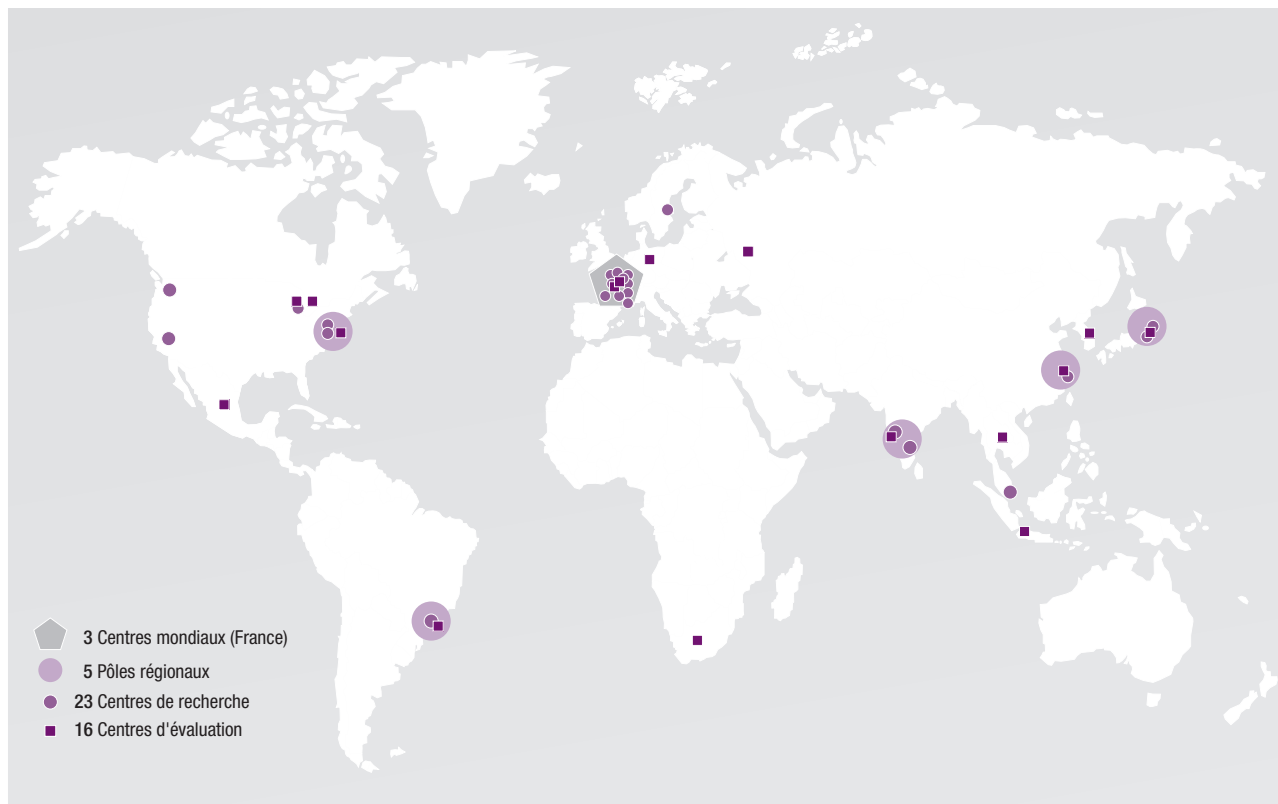 3 Centres mondiaux (France)
5 Pôles régionaux
23 Centres de recherche
16 Centres d'évaluation